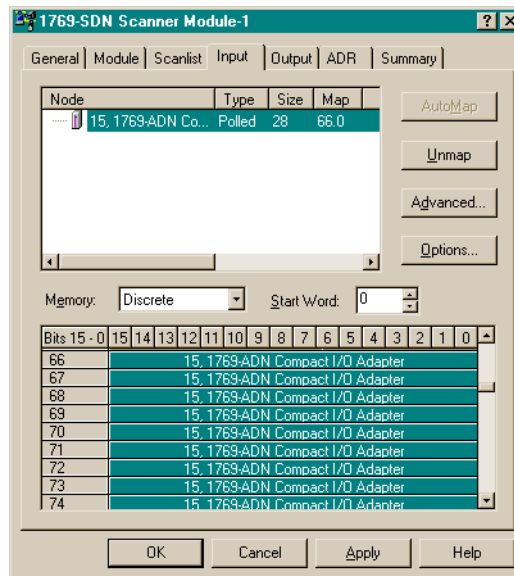 1769-SDN Scanner Module-1
General Module Scanlist Input Output ADR Summary
Node Type Size Map
15, 1769-ADN Co... Polled 28 66.0
AutoMap
Unmap
Advanced...
Options...
Memory: Discrete Start Word: 0
Bits 15 - 0 15 14 13 12 11 10 9 8 7 6 5 4 3 2 1 0
66 15, 1769-ADN Compact I/O Adapter
67 15, 1769-ADN Compact I/O Adapter
68 15, 1769-ADN Compact I/O Adapter
69 15, 1769-ADN Compact I/O Adapter
70 15, 1769-ADN Compact I/O Adapter
71 15, 1769-ADN Compact I/O Adapter
72 15, 1769-ADN Compact I/O Adapter
73 15, 1769-ADN Compact I/O Adapter
74 15, 1769-ADN Compact I/O Adapter
OK Cancel Apply Help